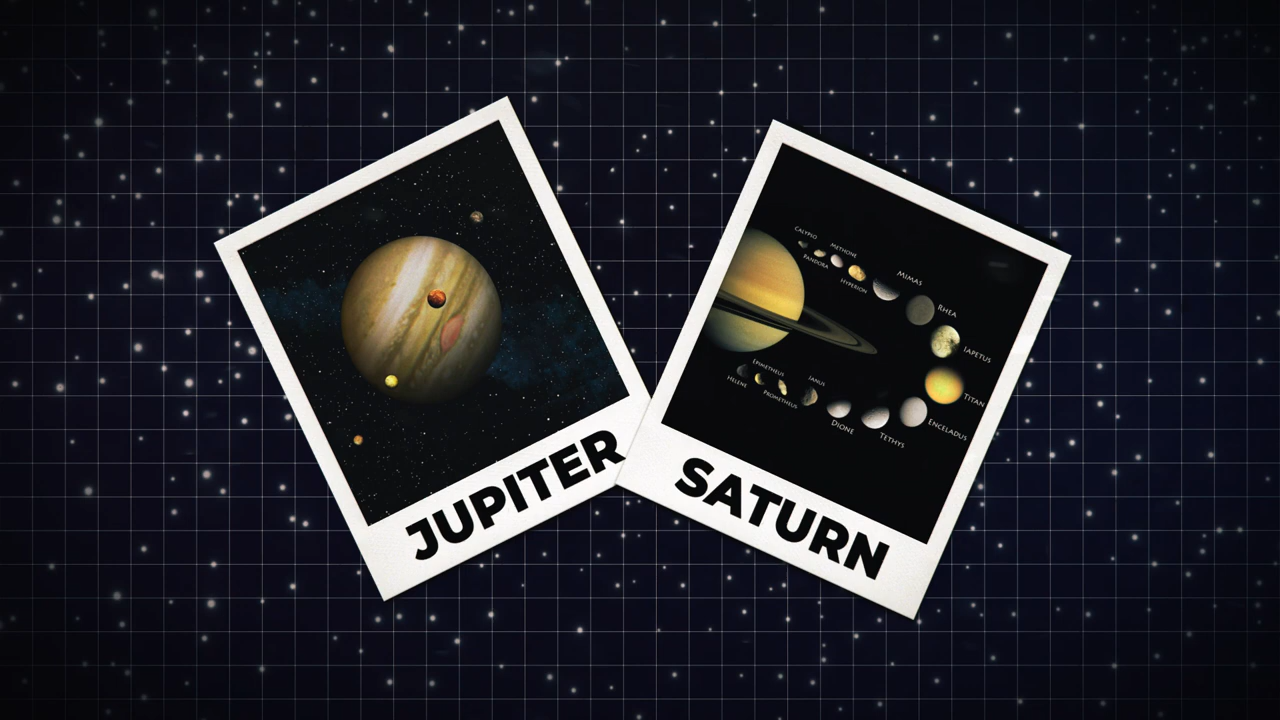 JUPITER
CALYPSO
METHONE
PANDORA
HYPERION
MIMAS
RHEA
IAPETUS
TITAN
ENCELADUS
TETHYS
DIONE
JANUS
EPIMETHEUS
PROMETHEUS
HELENE
SATURN